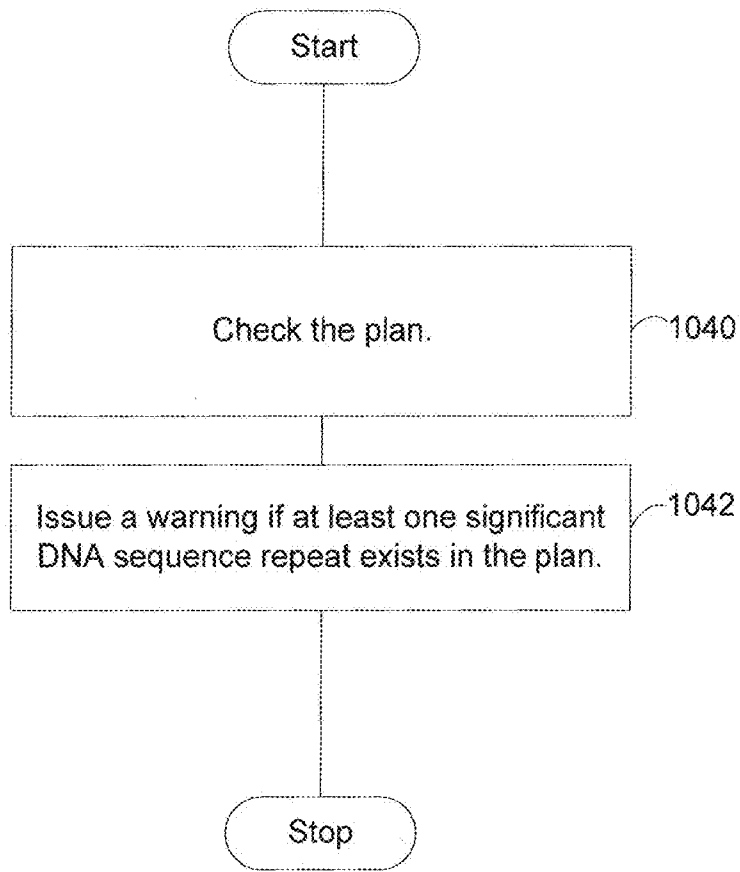 Start
Check the plan.
1040
Issue a warning if at least one significant
DNA sequence repeat exists in the plan.
1042
Stop